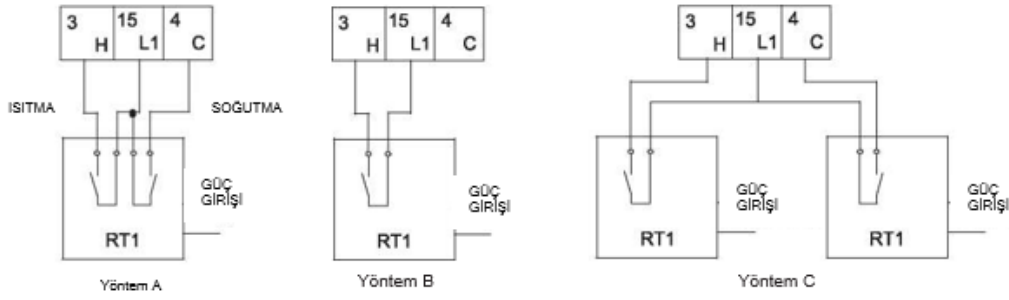 3 15 4
H L1 C
ISITMA SOĞUTMA
GÜÇ
GİRİŞİ
RT1
Yöntem A
3 15 4
H L1 C
GÜÇ
GİRİŞİ
RT1
Yöntem B
3 15 4
H L1 C
GÜÇ
GİRİŞİ
RT1
GÜÇ
GİRİŞİ
RT1
Yöntem C